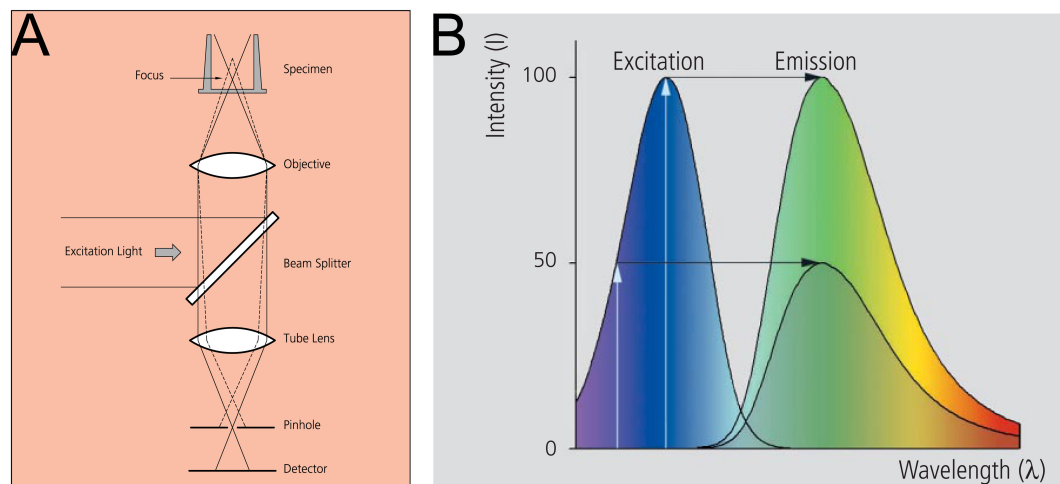 A
Focus
Specimen
Objective
Excitation Light
Beam Splitter
Tube Lens
Pinhole
Detector
B
Intensity (I)
Excitation
Emission
100
50
0
Wavelength (λ)